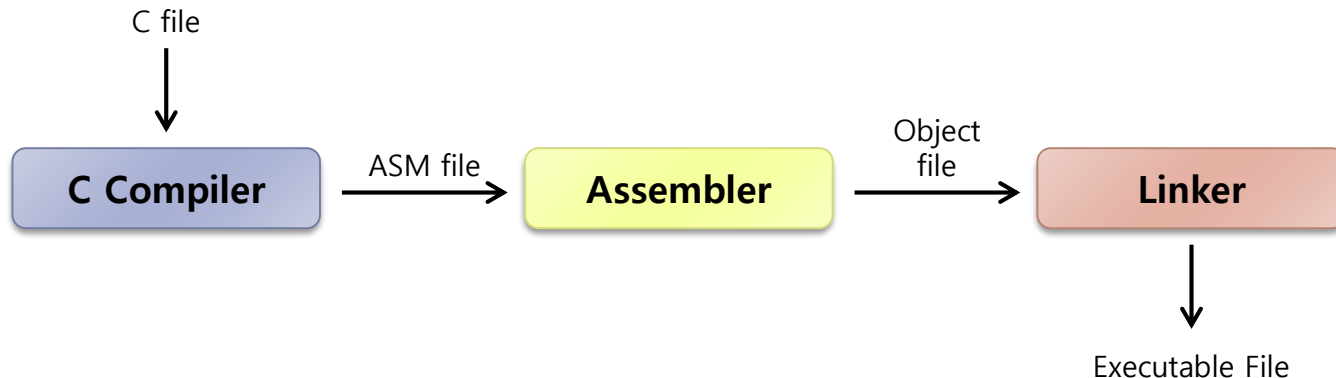 C file
C Compiler
ASM file
Assembler
Object
file
Linker
Executable File